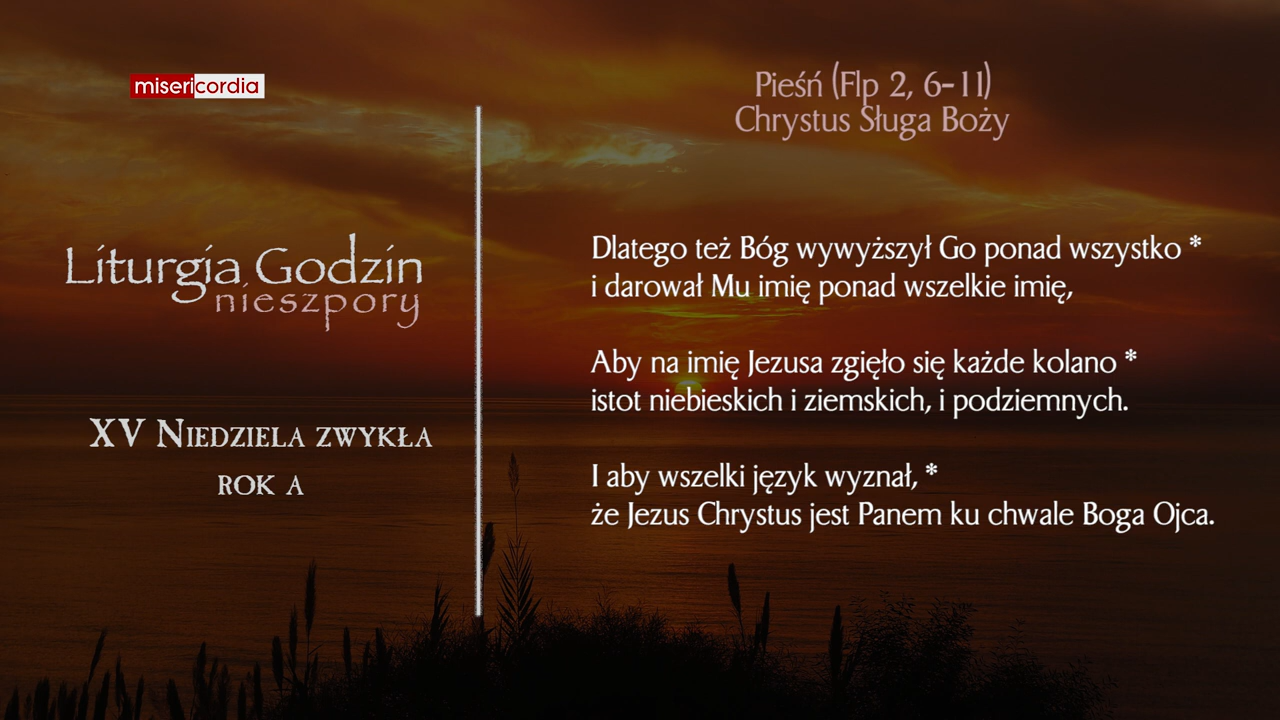 misericordia
Liturgia Godzin
nieszpory
XV Niedziela zwykła
rok a
Pieśń (Flp 2, 6-11)
Chrystus Sługa Boży
Dlatego też Bóg wywyższył Go ponad wszystko *
i darował Mu imię ponad wszelkie imię,
Aby na imię Jezusa zgięło się każde kolano *
istot niebieskich i ziemskich, i podziemnych.
I aby wszelki język wyznał, *
że Jezus Chrystus jest Panem ku chwale Boga Ojca.